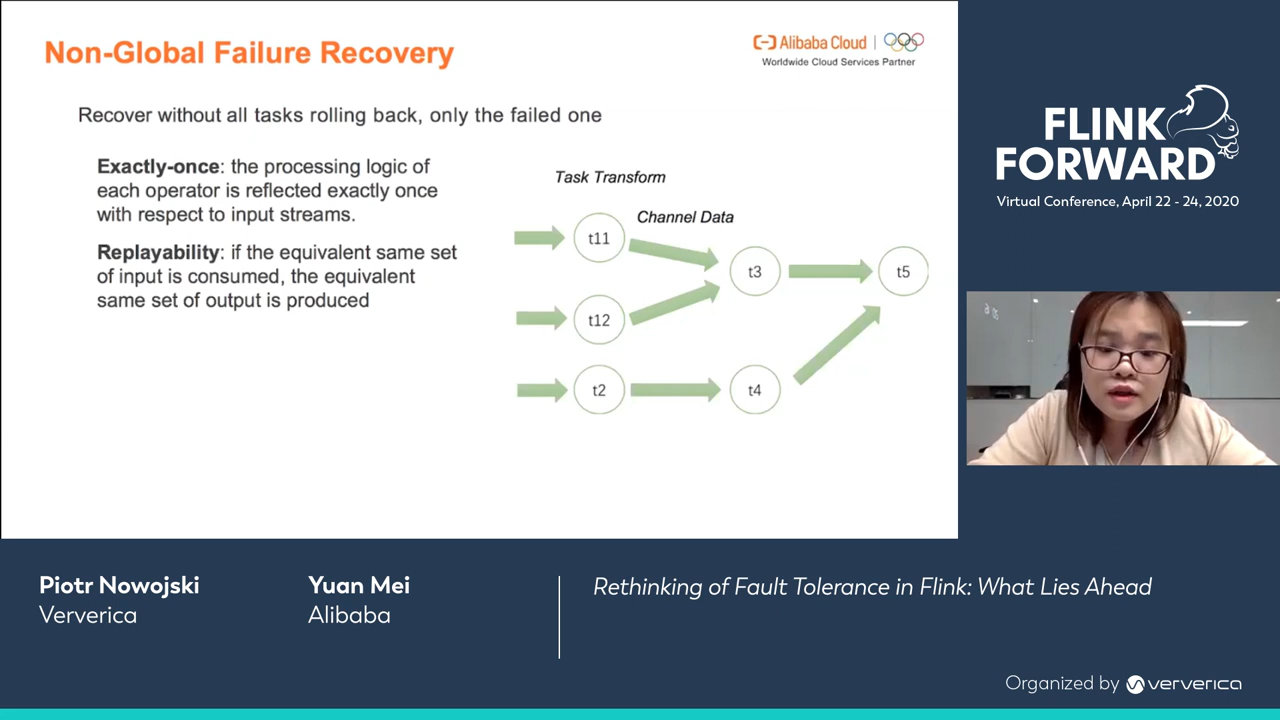 Non-Global Failure Recovery
Alibaba Cloud
Worldwide Cloud Services Partner
Recover without all tasks rolling back, only the failed one
Exactly-once: the processing logic of
each operator is reflected exactly once
with respect to input streams.
Replayability: if the equivalent same set
of input is consumed, the equivalent
same set of output is produced
Task Transform
Channel Data
t11
t3
t5
t12
t2
t4
FLINK
FORWARD
Virtual Conference, April 22 - 24, 2020
Piotr Nowojski
Ververica
Yuan Mei
Alibaba
Rethinking of Fault Tolerance in Flink: What Lies Ahead
Organized by ververica